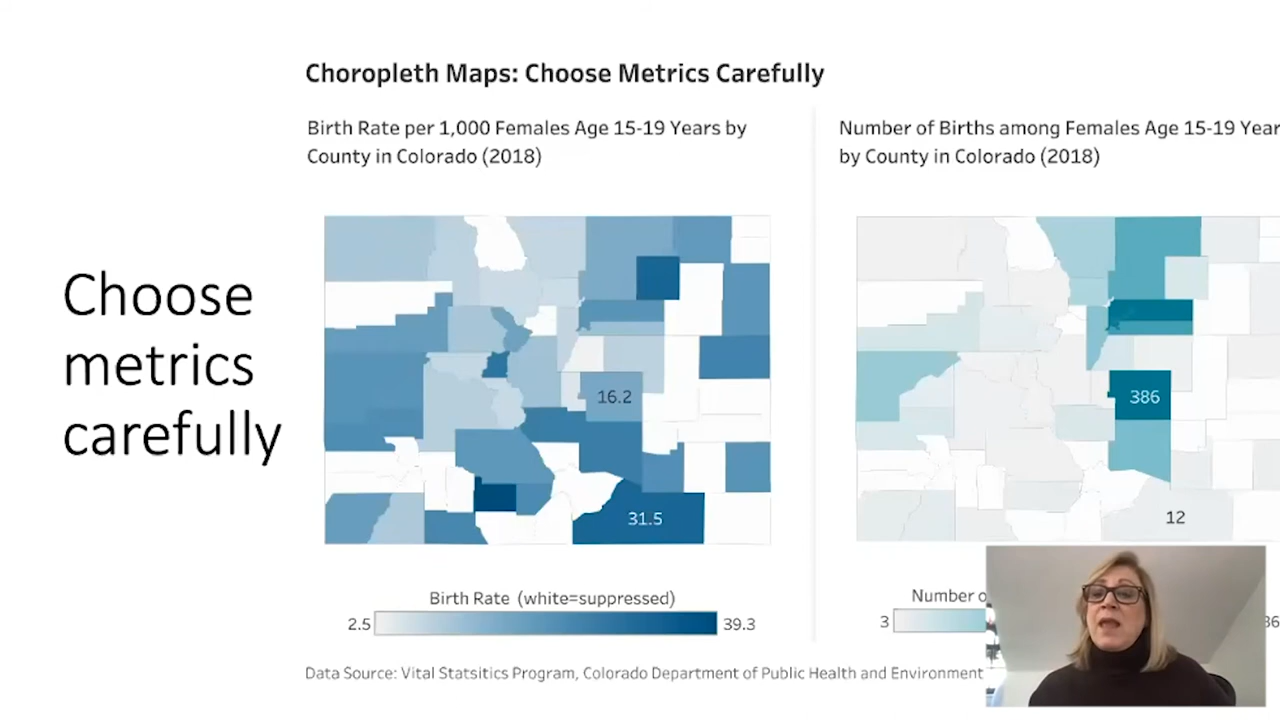 Choropleth Maps: Choose Metrics Carefully
Choose
metrics
carefully
Birth Rate per 1,000 Females Age 15-19 Years by
County in Colorado (2018)
16.2
31.5
Birth Rate (white=suppressed)
2.5
39.3
Number of Births among Females Age 15-19
by County in Colorado (2018)
386
12
Number
3
Data Source: Vital Statsitics Program, Colorado Department of Public Health and Environment